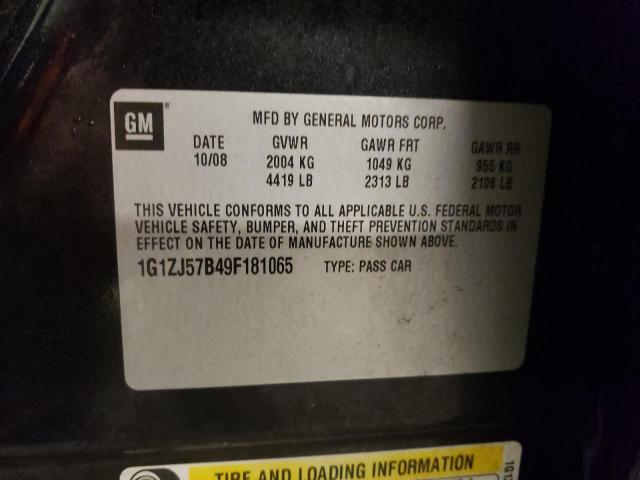 GM
MFD BY GENERAL MOTORS CORP.
DATE GVWR GAWR FRT GAWR RR
10/08 2004 KG 1049 KG 955 KG
4419 LB 2313 LB 2106 LB
THIS VEHICLE CONFORMS TO ALL APPLICABLE U.S. FEDERAL MOTOR
VEHICLE SAFETY, BUMPER, AND THEFT PREVENTION STANDARDS IN
EFFECT ON THE DATE OF MANUFACTURE SHOWN ABOVE.
1G1ZJ57B49F181065 TYPE: PASS CAR
TIRE AND LOADING INFORMATION